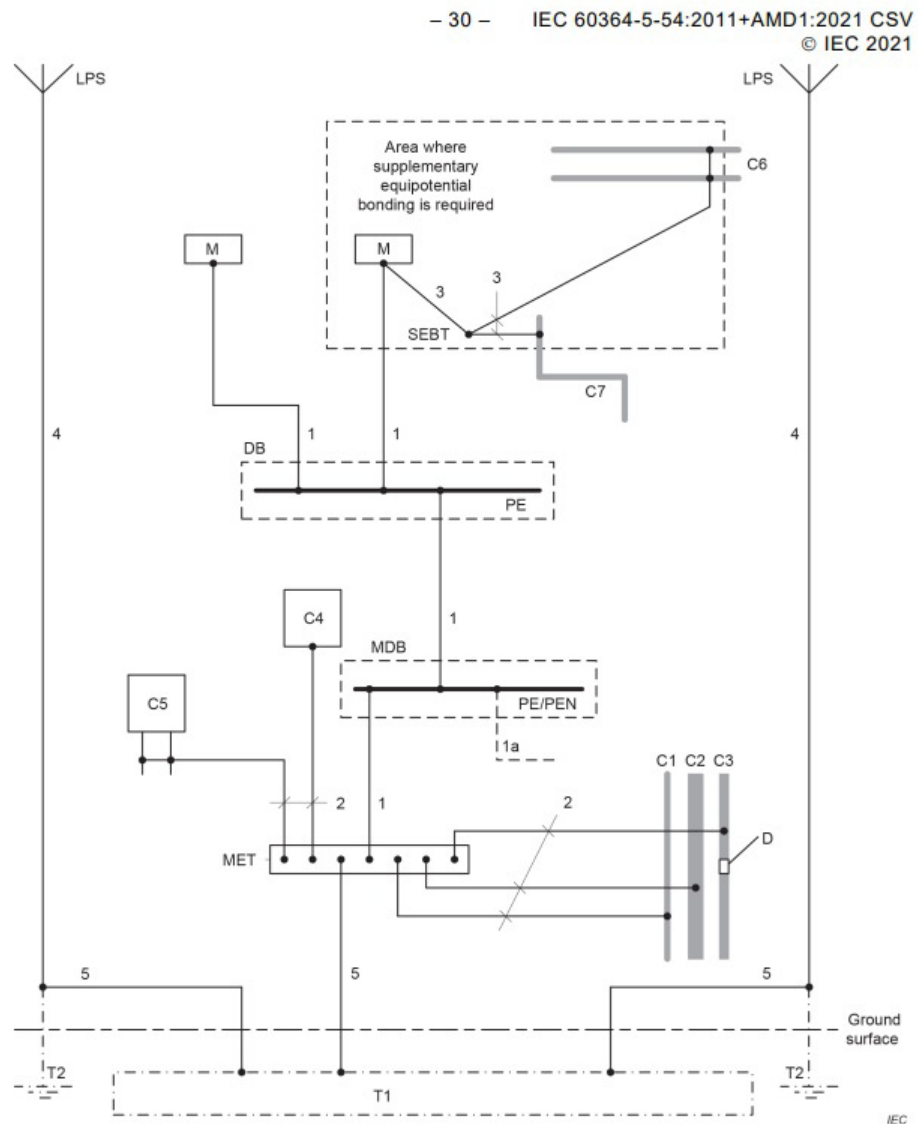 – 30 – IEC 60364-5-54:2011+AMD1:2021 CSV
© IEC 2021
LPS
LPS
Area where
supplementary
equipotential
bonding is required
C6
M
M
3
3
SEBT
C7
4
1
1
4
DB
PE
C4
1
MDB
C5
PE/PEN
1a
C1 C2 C3
2
1
2
D
MET
5
5
5
Ground
surface
T2
T2
T1
IEC